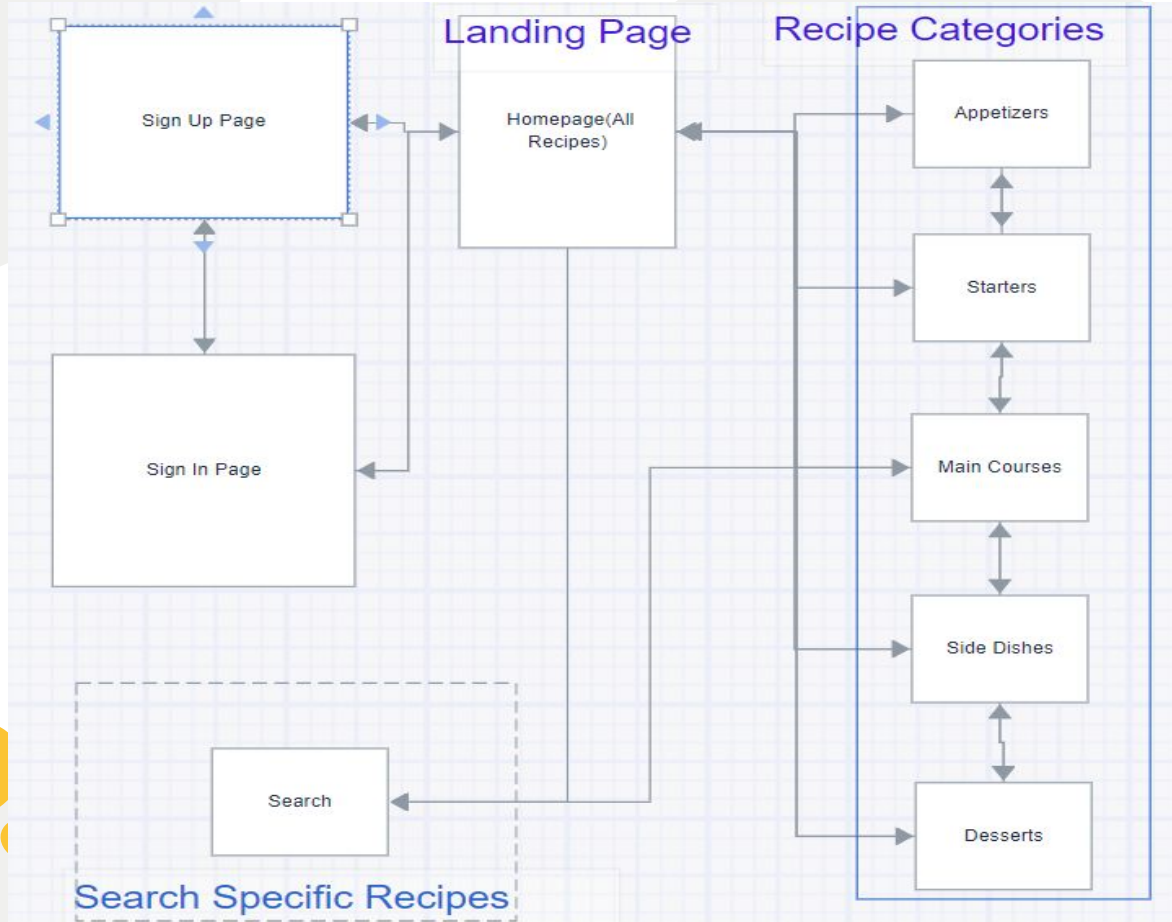 Landing Page
Recipe Categories
Sign Up Page
Homepage(All
Recipes)
Appetizers
Starters
Sign In Page
Main Courses
Side Dishes
Search
Desserts
Search Specific Recipes